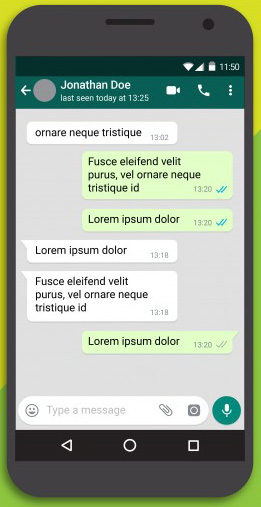 11:50
Jonathan Doe
last seen today at 13:25
ornare neque tristique 13:02
Fusce eleifend velit
purus, vel ornare neque
tristique id 13:20
Lorem ipsum dolor 13:20
Lorem ipsum dolor 13:18
Fusce eleifend velit
purus, vel ornare neque
tristique id 13:18
Lorem ipsum dolor 13:20
Type a message